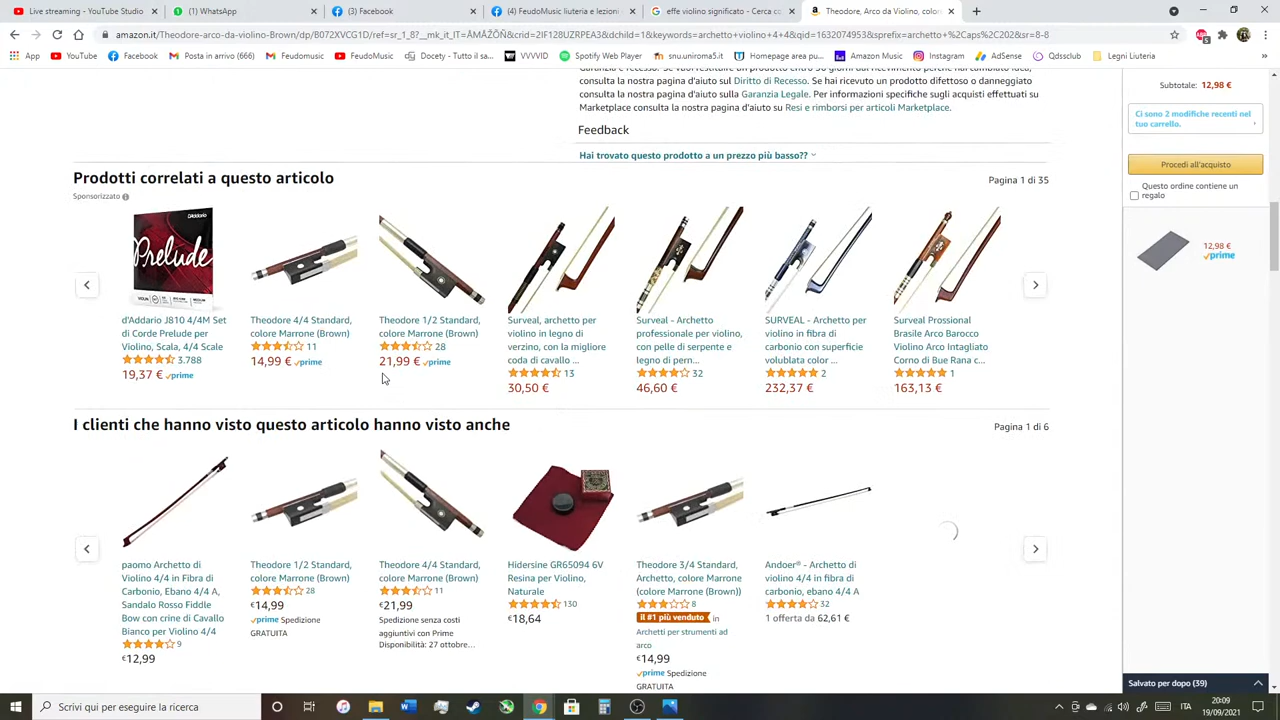 Live streaming - YouTube Stu
(5) WhatsApp
(3) Facebook
(4) FeudoMusic liuteria e lezioni
effe violino significato - Cerca c
Theodore, Arco da Violino, color
amazon.it/Theodore-arco-da-violino-Brown/dp/B072XVCG1D/ref=sr_1_8?__mk_it_IT=ÅMÅŽÕÑ&crid=2IF128UZRPEA3&dchild=1&keywords=archetto+violino+4+4&qid=1632074953&sprefix=archetto+%2Caps%2C202&sr=8-8
App
YouTube
Facebook
Feudomusic
FeudoMusic
Docety - Tutti il sa...
VVVVID
Spotify Web Player
snu.uniroma5.it
Homepage area pu...
Amazon Music
Instagram
AdSense
Qdssclub
Legni Liuteria
»
consulta la nostra pagina d'aiuto sul Diritto di Recesso. Se hai ricevuto un prodotto difettoso o danneggiato
consulta la nostra pagina d'aiuto sulla Garanzia Legale. Per informazioni specifiche sugli acquisti effettuati su
Marketplace consulta la nostra pagina d'aiuto su Resi e rimborsi per articoli Marketplace.
Feedback
Hai trovato questo prodotto a un prezzo più basso??
Subtotale: 12,98 €
Ci sono 2 modifiche recenti nel
tuo carrello.
Procedi all'acquisto
Questo ordine contiene un
regalo
12,98 €
prime
Prodotti correlati a questo articolo
Pagina 1 di 35
Sponsorizzato
D'Addario
Prelude
VIOLIN
d'Addario J810 4/4M Set
di Corde Prelude per
Violino, Scala, 4/4 Scale
3.788
19,37 € prime
Theodore 4/4 Standard,
colore Marrone (Brown)
11
14,99 € prime
Theodore 1/2 Standard,
colore Marrone (Brown)
28
21,99 € prime
Surveal, archetto per
violino in legno di
verzino, con la migliore
coda di cavallo ...
13
30,50 €
Surveal - Archetto
professionale per violino,
con pelle di serpente e
legno di pern...
32
46,60 €
SURVEAL - Archetto per
violino in fibra di
carbonio con superficie
volublata color ...
2
232,37 €
Surveal Prossional
Brasile Arco Barocco
Violino Arco Intagliato
Corno di Bue Rana c...
1
163,13 €
I clienti che hanno visto questo articolo hanno visto anche
Pagina 1 di 6
paomo Archetto di
Violino 4/4 in Fibra di
Carbonio, Ebano 4/4 A,
Sandalo Rosso Fiddle
Bow con crine di Cavallo
Bianco per Violino 4/4
9
€12,99
Theodore 1/2 Standard,
colore Marrone (Brown)
28
€14,99
prime Spedizione
GRATUITA
Theodore 4/4 Standard,
colore Marrone (Brown)
11
€21,99
Spedizione senza costi
aggiuntivi con Prime
Disponibilità: 27 ottobre...
Hidersine GR65094 6V
Resina per Violino,
Naturale
130
€18,64
Theodore 3/4 Standard,
Archetto, colore Marrone
(colore Marrone (Brown))
8
il #1 più venduto in
Archetti per strumenti ad
arco
€14,99
prime Spedizione
GRATUITA
Andoer® - Archetto di
violino 4/4 in fibra di
carbonio, ebano 4/4 A
32
1 offerta da 62,61 €
Salvato per dopo (39)
Scrivi qui per eseguire la ricerca
ITA
20:09
19/09/2021